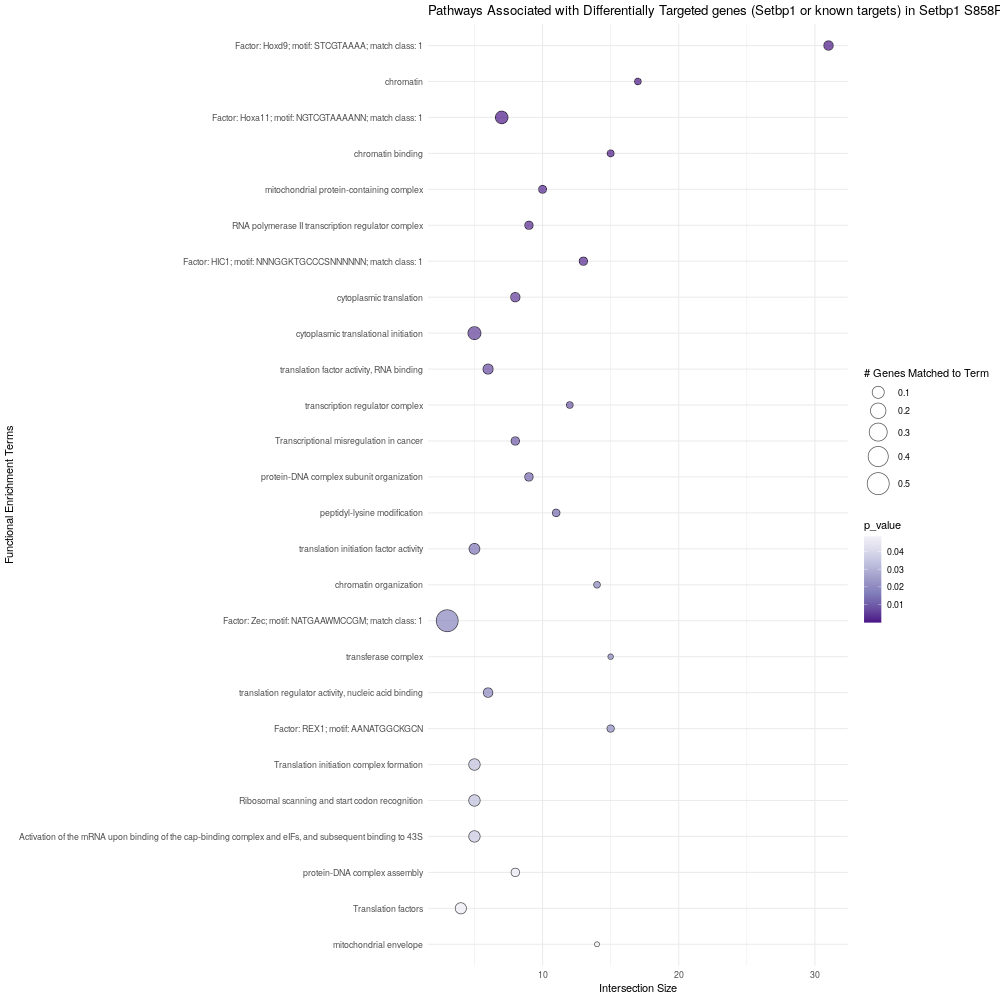 Pathways Associated with Differentially Targeted genes (Setbp1 or known targets) in Setbp1 S858R
Factor: Hoxd9; motif: STCGTAAAA; match class: 1
chromatin
Factor: Hoxa11; motif: NGTCGTAAAANN; match class: 1
chromatin binding
mitochondrial protein-containing complex
RNA polymerase II transcription regulator complex
Factor: HIC1; motif: NNNGGKTGCCCSNNNNNN; match class: 1
cytoplasmic translation
cytoplasmic translational initiation
translation factor activity, RNA binding
transcription regulator complex
Transcriptional misregulation in cancer
protein-DNA complex subunit organization
peptidyl-lysine modification
translation initiation factor activity
chromatin organization
Factor: Zec; motif: NATGAAWMCCGM; match class: 1
transferase complex
translation regulator activity, nucleic acid binding
Factor: REX1; motif: AANATGGCKGCN
Translation initiation complex formation
Ribosomal scanning and start codon recognition
Activation of the mRNA upon binding of the cap-binding complex and eIFs, and subsequent binding to 43S
protein-DNA complex assembly
Translation factors
mitochondrial envelope
Functional Enrichment Terms
10 20 30
Intersection Size
# Genes Matched to Term
0.1
0.2
0.3
0.4
0.5
p_value
0.04
0.03
0.02
0.01